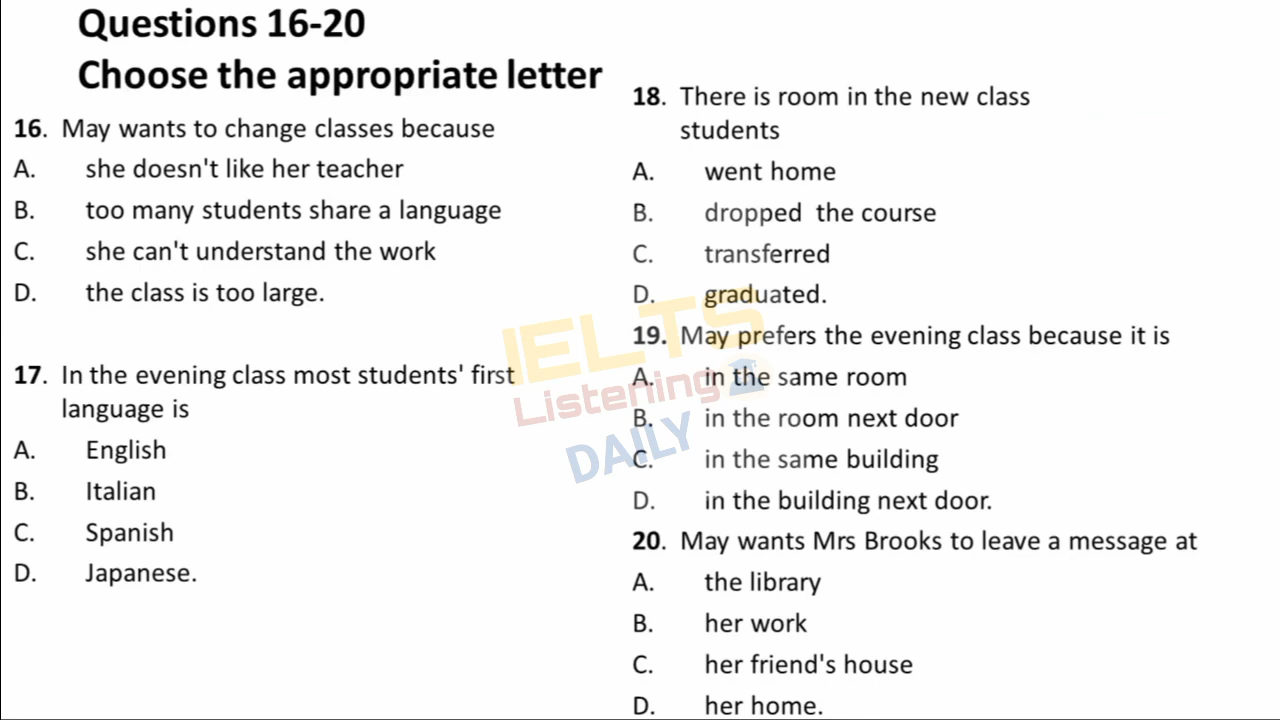 Questions 16-20
Choose the appropriate letter
16. May wants to change classes because
A. she doesn't like her teacher
B. too many students share a language
C. she can't understand the work
D. the class is too large.
17. In the evening class most students' first
language is
A. English
B. Italian
C. Spanish
D. Japanese.
18. There is room in the new class
students
A. went home
B. dropped the course
C. transferred
D. graduated.
19. May prefers the evening class because it is
A. in the same room
B. in the room next door
C. in the same building
D. in the building next door.
20. May wants Mrs Brooks to leave a message at
A. the library
B. her work
C. her friend's house
D. her home.
IELTS
Listening
DAILY